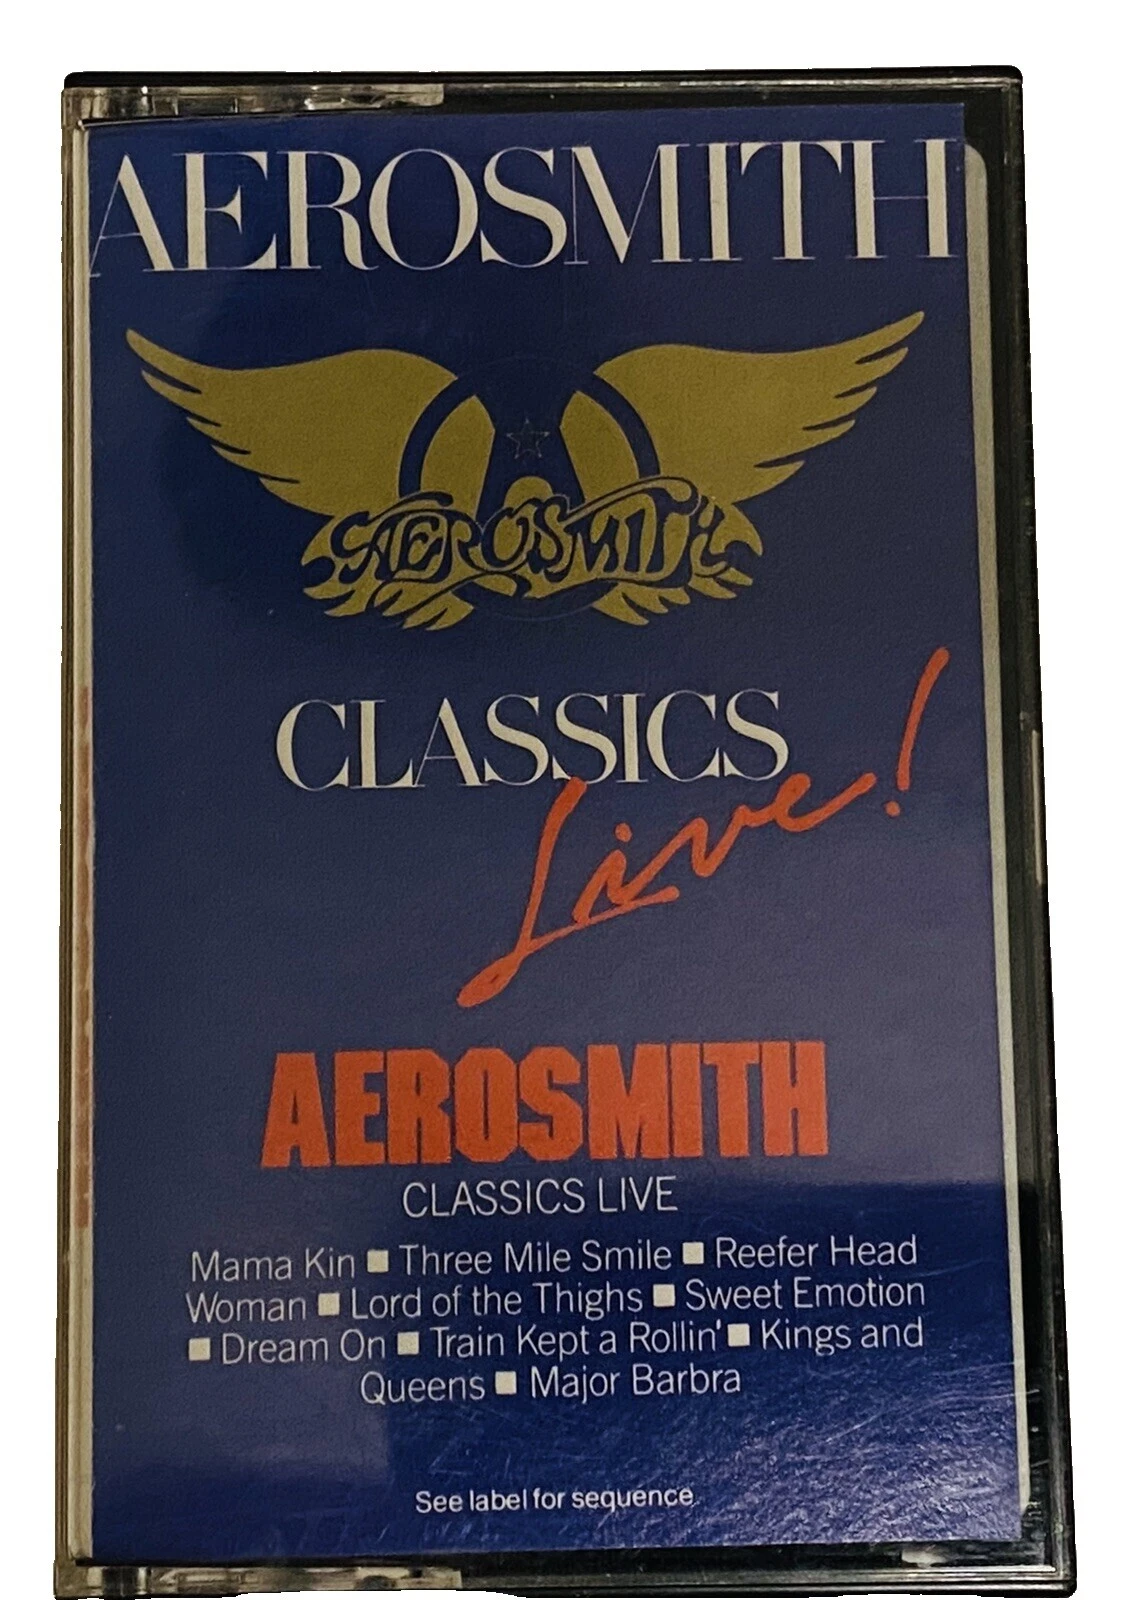 AEROSMITH
AEROSMITH
CLASSICS
Live!
AEROSMITH
CLASSICS LIVE
Mama Kin ■ Three Mile Smile ■ Reefer Head
Woman ■ Lord of the Thighs ■ Sweet Emotion
■ Dream On ■ Train Kept a Rollin' ■ Kings and
Queens ■ Major Barbra
See label for sequence.